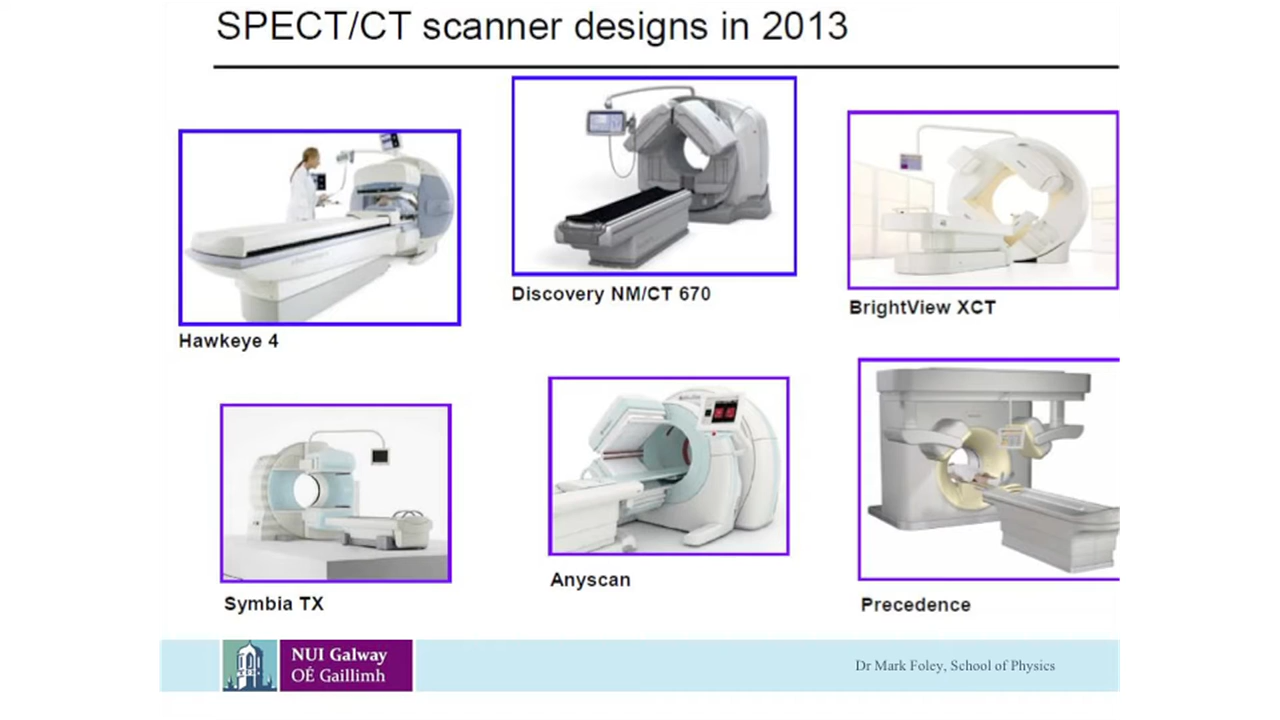 SPECT/CT scanner designs in 2013
Hawkeye 4
Discovery NM/CT 670
BrightView XCT
Symbia TX
Anyscan
Precedence
NUI Galway
OÉ Gaillimh
Dr Mark Foley, School of Physics